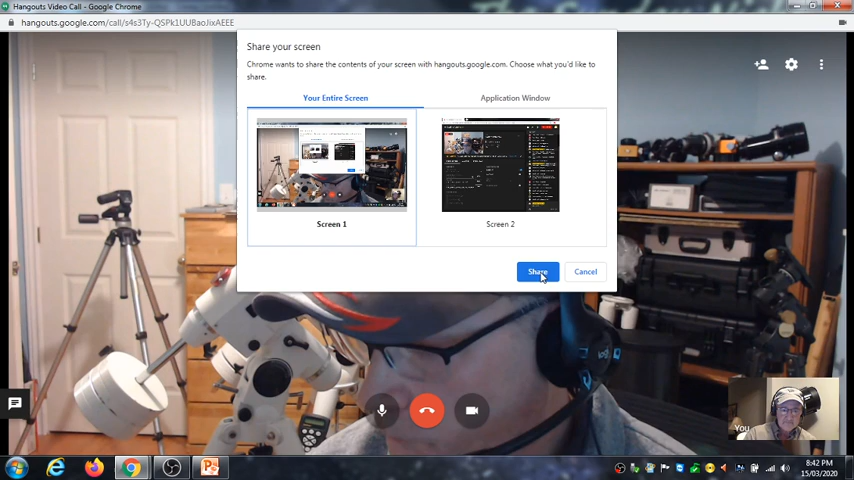 Hangouts Video Call - Google Chrome
hangouts.google.com/call/s4s3Ty-QSPk1UUBaoJixAEEE
Share your screen
Chrome wants to share the contents of your screen with hangouts.google.com. Choose what you'd like to
share.
Your Entire Screen
Application Window
Screen 1
Screen 2
Share
Cancel
You
8:42 PM
15/03/2020